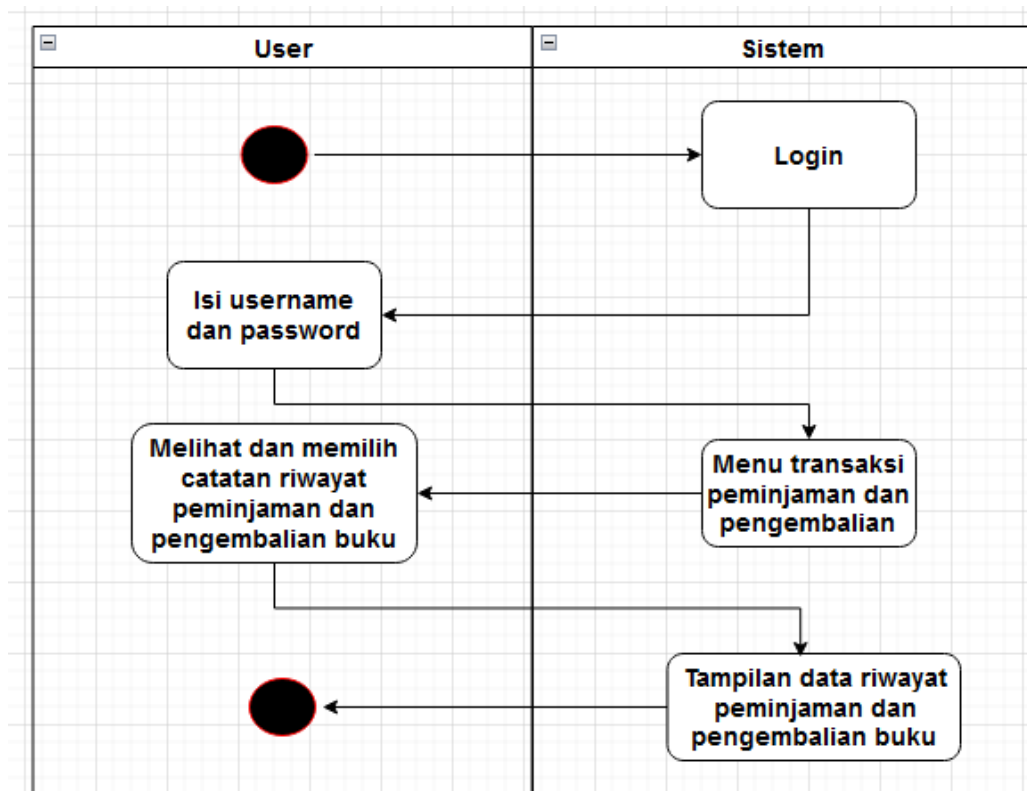 User
Sistem
Login
Isi username
dan password
Melihat dan memilih
catatan riwayat
peminjaman dan
pengembalian buku
Menu transaksi
peminjaman dan
pengembalian
Tampilan data riwayat
peminjaman dan
pengembalian buku